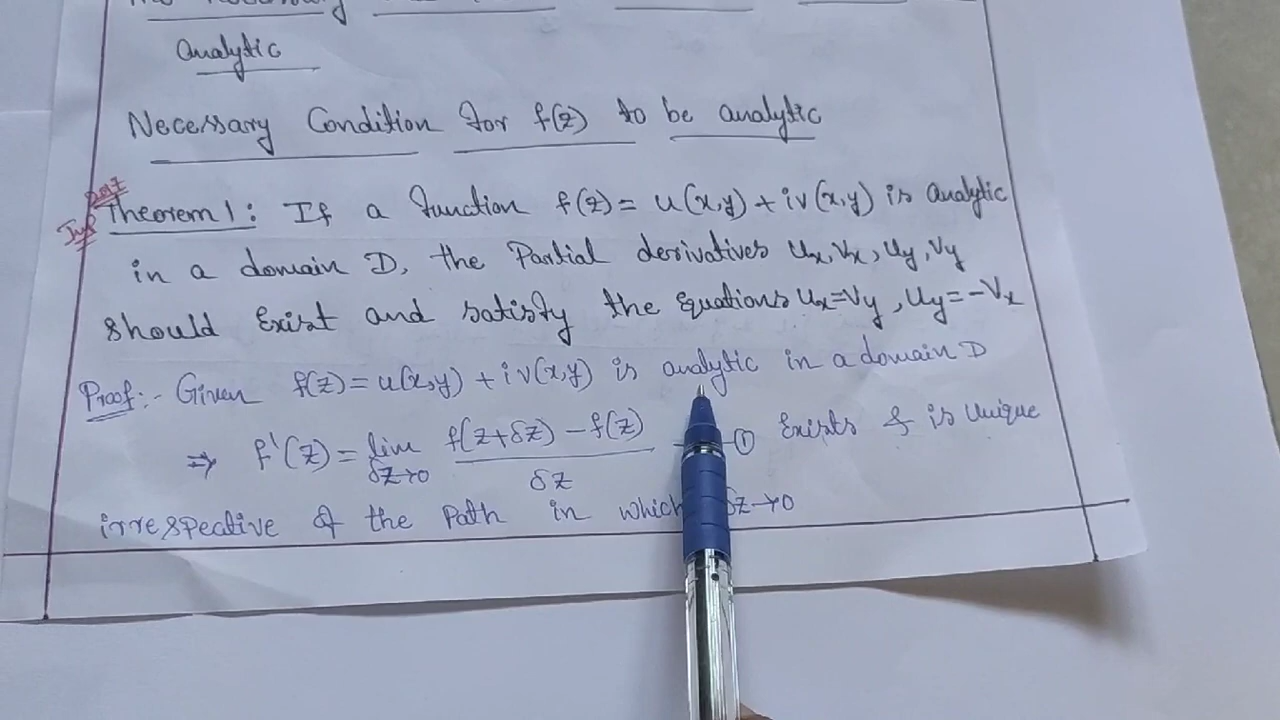 Analytic
Necessary Condition for f(z) to be analytic
Theorem 1: If a function f(z) = u(x,y) + iv(x,y) is analytic
in a domain D, the Partial derivatives ux, vx, uy, vy
should Exist and satisfy the equations ux=vy, uy=-vx
Proof:- Given f(z) = u(x,y) + iv(x,y) is analytic in a domain D
⇒ f'(z) = lim δz→0 f(z+δz) - f(z) / δz — ① Exists & is Unique
irrespective of the Path in which δz→0